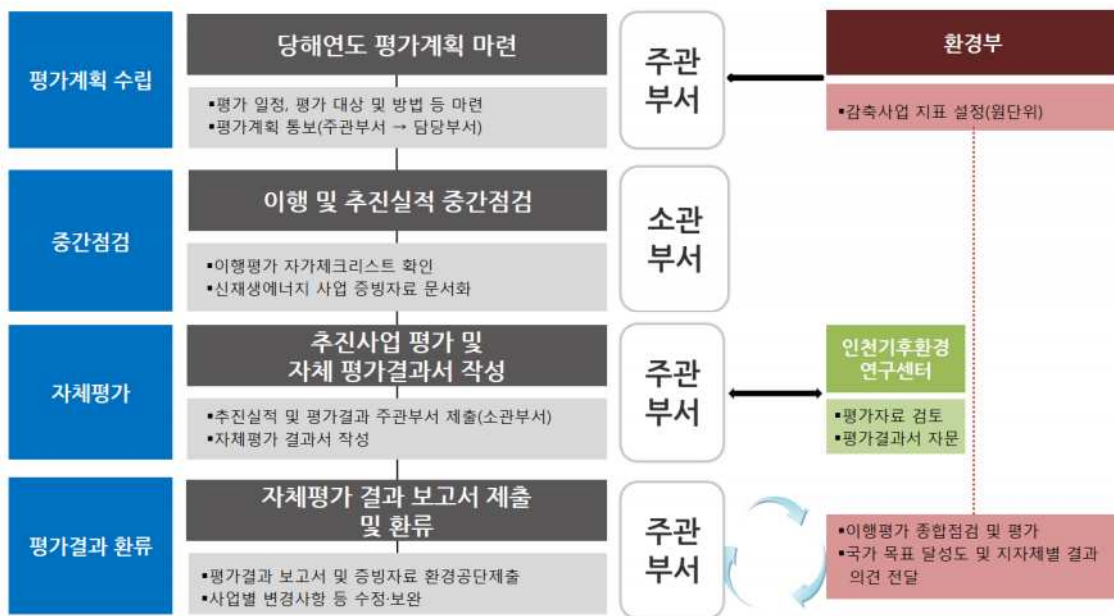 평가계획 수립
당해연도 평가계획 마련
▪평가 일정, 평가 대상 및 방법 등 마련
▪평가계획 통보(주관부서 → 담당부서)
주관
부서
환경부
▪감축사업 지표 설정(원단위)
중간점검
이행 및 추진실적 중간점검
▪이행평가 자가체크리스트 확인
▪신재생에너지 사업 증빙자료 문서화
소관
부서
자체평가
추진사업 평가 및
자체 평가결과서 작성
▪추진실적 및 평가결과 주관부서 제출(소관부서)
▪자체평가 결과서 작성
주관
부서
인천기후환경
연구센터
▪평가자료 검토
▪평가결과서 자문
평가결과 환류
자체평가 결과 보고서 제출
및 환류
▪평가결과 보고서 및 증빙자료 환경공단제출
▪사업별 변경사항 등 수정·보완
주관
부서
▪이행평가 종합점검 및 평가
▪국가 목표 달성도 및 지자체별 결과
의견 전달